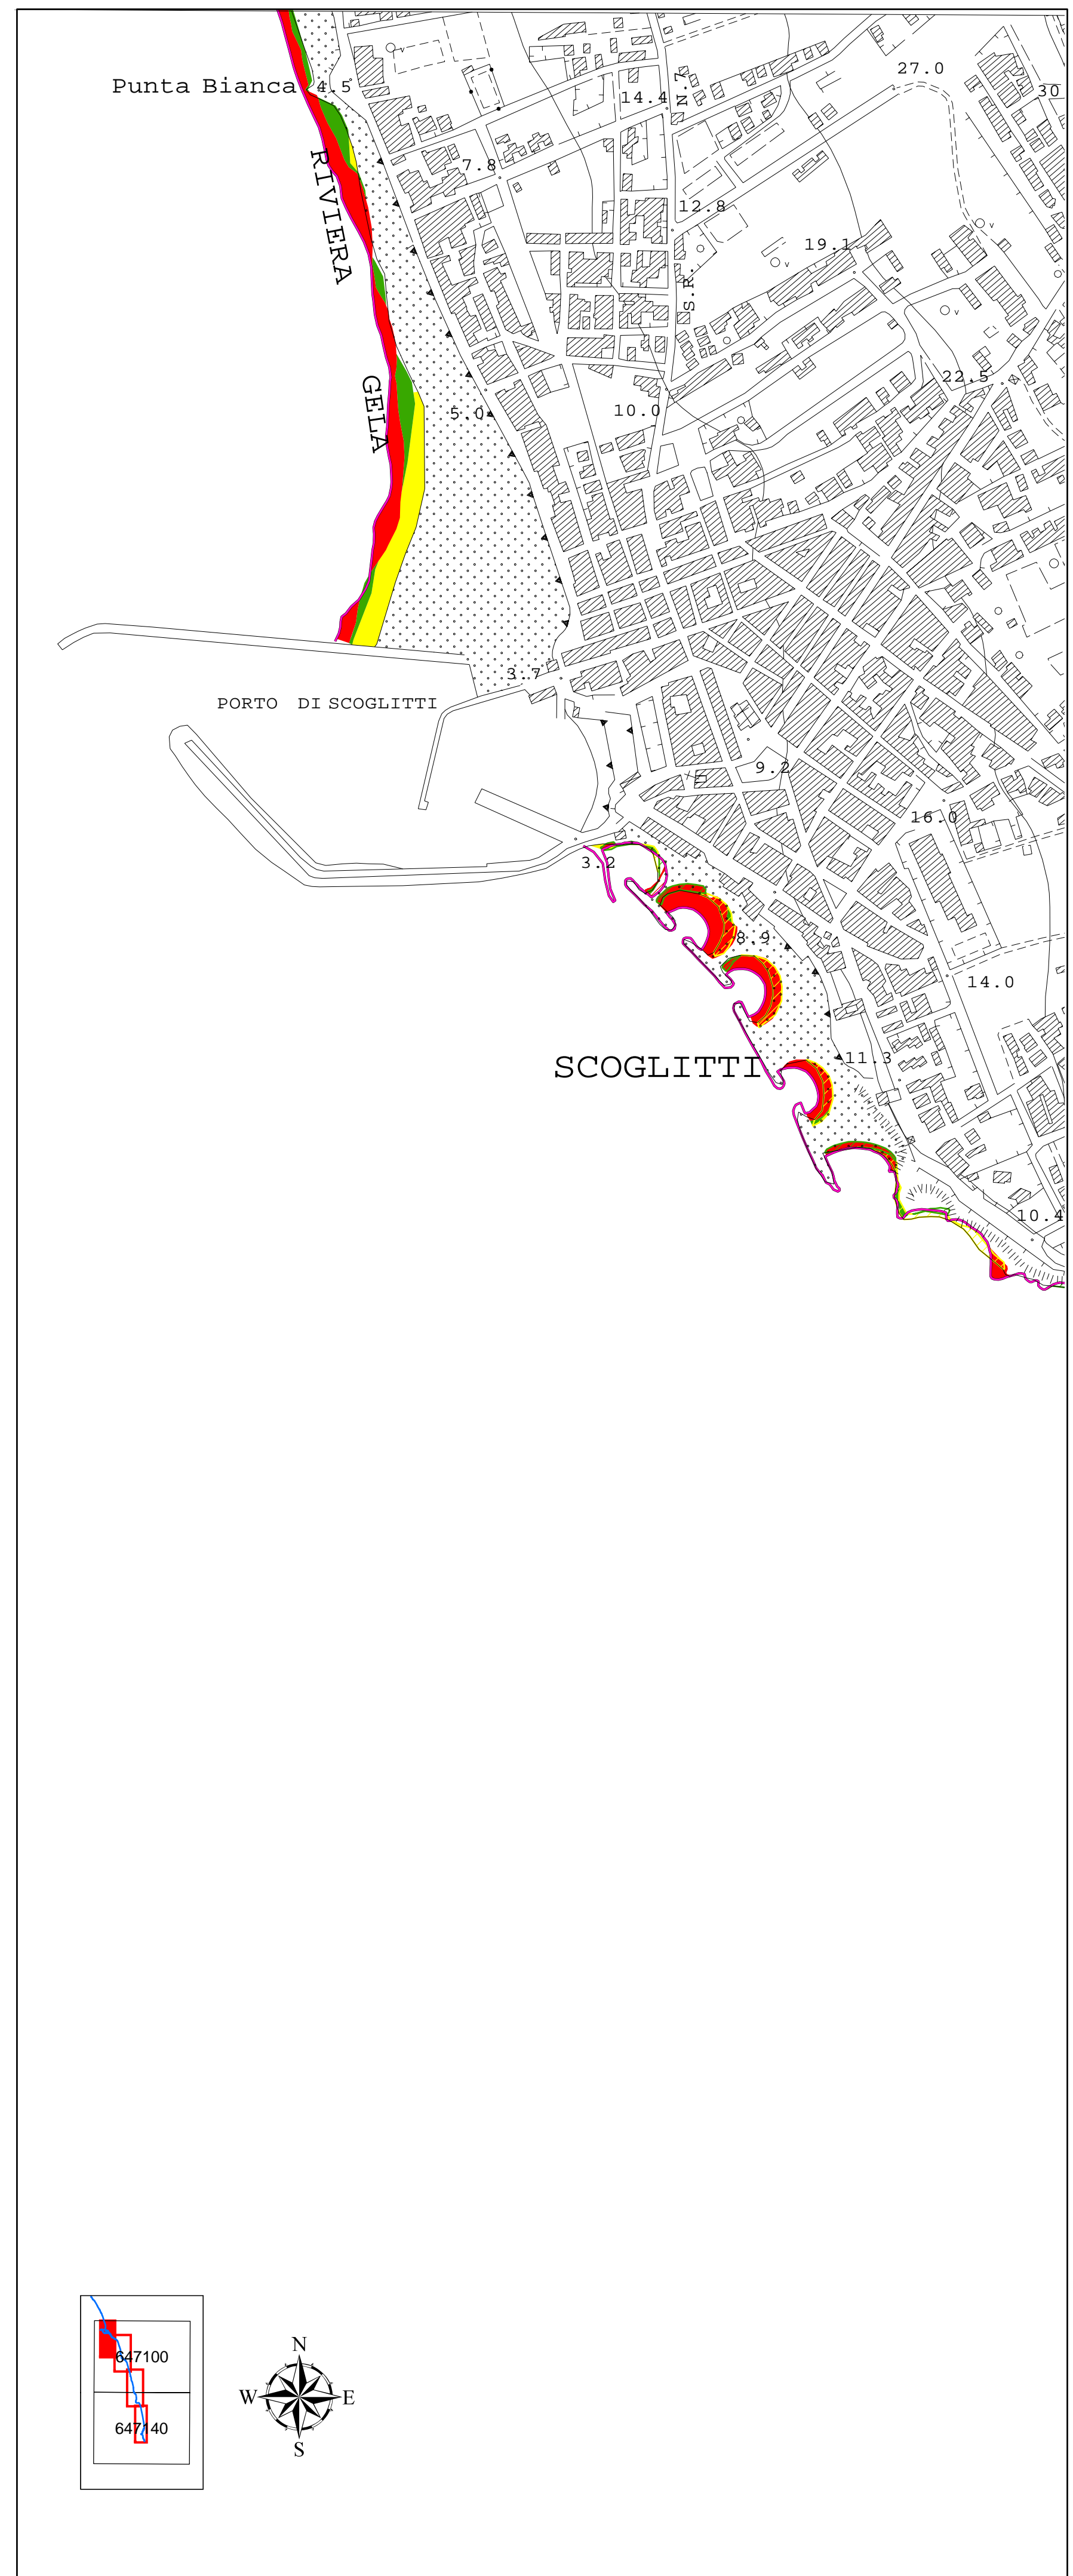 27.0
Punta Bianca
4.5
30
14.4
N.7
7.8
RIVIERA
12.8
19.1
S.R.
22.5
GELA
5.0
10.0
3.7
PORTO DI SCOGLITTI
9.2
16.0
3.2
8.9
14.0
11.3
SCOGLITTI
10.4
647100
647140
N
W
E
S
v
v
v
v